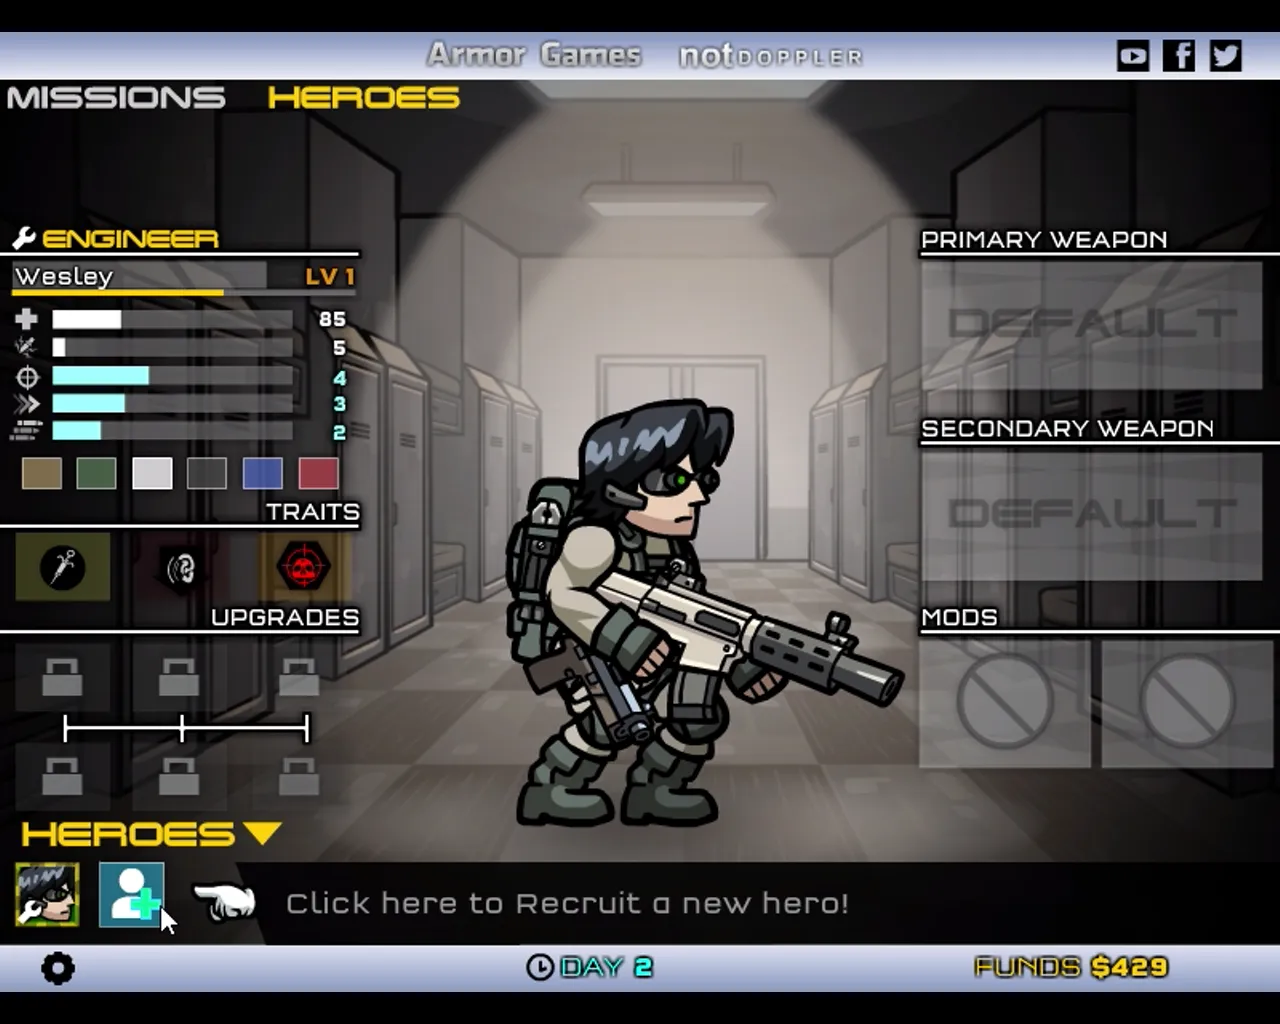 Armor Games notDOPPLER
MISSIONS HEROES
ENGINEER
Wesley LV 1
85
5
4
3
2
TRAITS
UPGRADES
PRIMARY WEAPON
DEFAULT
SECONDARY WEAPON
DEFAULT
MODS
HEROES
Click here to Recruit a new hero!
DAY 2
FUNDS $429